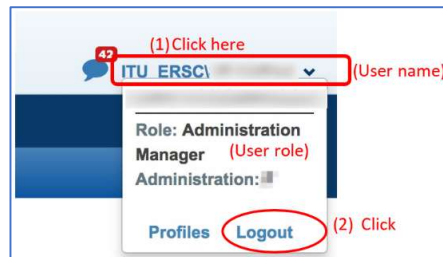 42
(1) Click here
ITU_ERSC\
(User name)
Role: Administration
Manager
(User role)
Administration:
Profiles
Logout
(2) Click